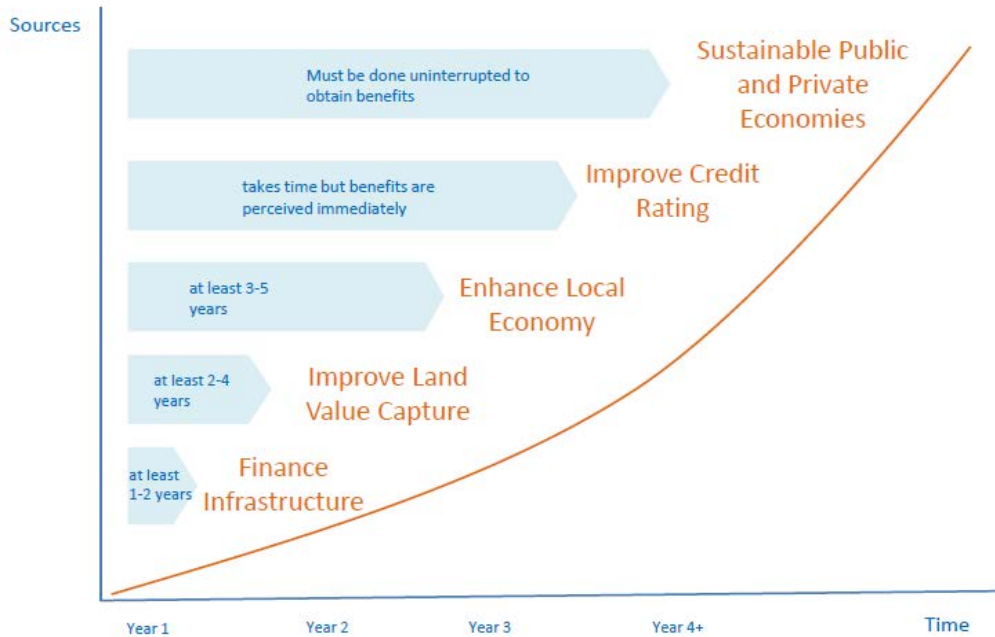 Sources
Must be done uninterrupted to
obtain benefits
Sustainable Public
and Private
Economies
takes time but benefits are
perceived immediately
Improve Credit
Rating
at least 3-5
years
Enhance Local
Economy
at least 2-4
years
Improve Land
Value Capture
at least
1-2 years
Finance
Infrastructure
Year 1
Year 2
Year 3
Year 4+
Time